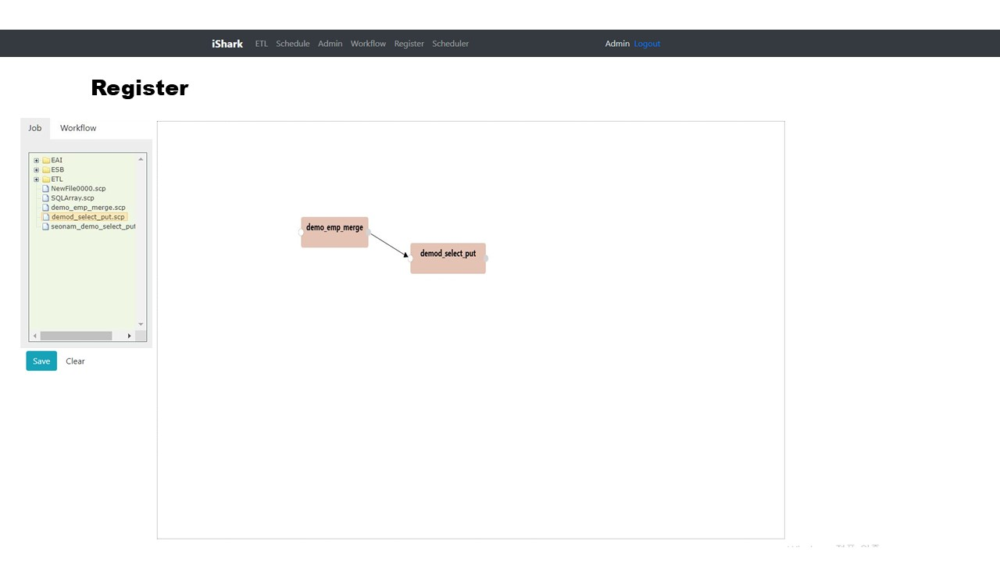 iShark ETL Schedule Admin Workflow Register Scheduler Admin Logout
Register
Job Workflow
EAI
ESB
ETL
NewFile0000.scp
SQLArray.scp
demo_emp_merge.scp
demod_select_put.scp
seonam_demo_select_put
Save Clear
demo_emp_merge
demod_select_put